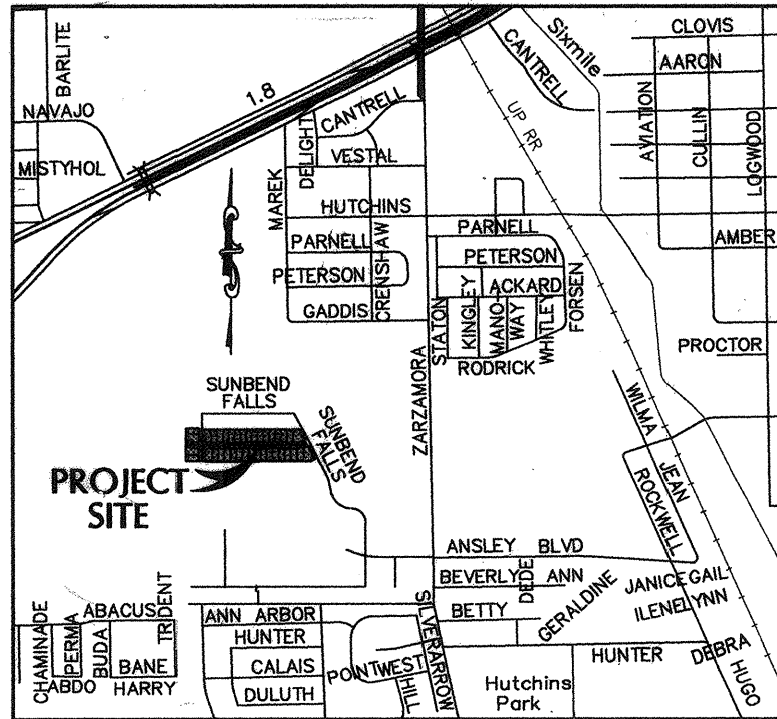 BARLITE
NAVAJO
MISTYHOL
1.8
CANTRELL
DELIGHT
VESTAL
MAREK
HUTCHINS
PARNELL
CRENSHAW
PETERSON
GADDIS
Sixmile
CANTRELL
UP RR
CLOVIS
AARON
AVIATION
CULLIN
LOGWOOD
AMBER
PROCTOR
PARNELL
PETERSON
ACKARD
STATON
KINGLEY
MANO
WAY
WHITLEY
FORSEN
RODRICK
ZARZAMORA
SUNBEND
FALLS
SUNBEND
FALLS
PROJECT
SITE
WILMA
JEAN
ROCKWELL
ANSLEY BLVD
BEVERLY ANN
DEDE
BETTY
GERALDINE
JANICE GAIL
ILENE LYNN
HUNTER
DEBRA
HUGO
Hutchins
Park
SILVERARROW
CHAMINADE
PERMA
ABACUS
BUDA
TRIDENT
BANE
ABDO
HARRY
ANN ARBOR
HUNTER
CALAIS
DULUTH
POINTWEST
HILL